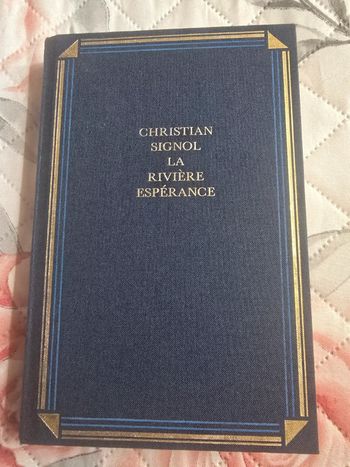 CHRISTIAN
SIGNOL
LA
RIVIÈRE
ESPÉRANCE